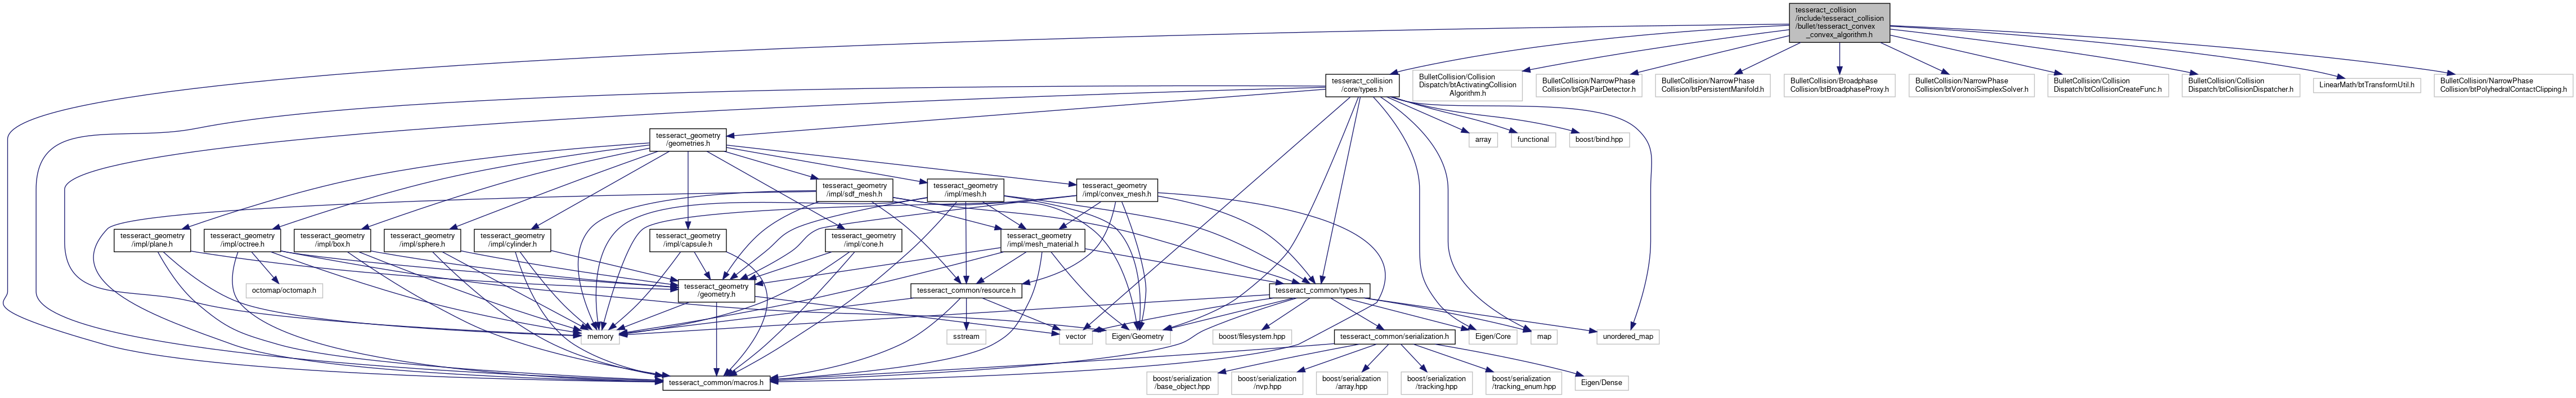 tesseract_collision
/include/tesseract_collision
/bullet/tesseract_convex
_convex_algorithm.h
tesseract_collision
/core/types.h
BulletCollision/Collision
Dispatch/btActivatingCollision
Algorithm.h
BulletCollision/NarrowPhase
Collision/btGjkPairDetector.h
BulletCollision/NarrowPhase
Collision/btPersistentManifold.h
BulletCollision/Broadphase
Collision/btBroadphaseProxy.h
BulletCollision/NarrowPhase
Collision/btVoronoiSimplexSolver.h
BulletCollision/Collision
Dispatch/btCollisionCreateFunc.h
BulletCollision/Collision
Dispatch/btCollisionDispatcher.h
LinearMath/btTransformUtil.h
BulletCollision/NarrowPhase
Collision/btPolyhedralContactClipping.h
tesseract_geometry
/geometries.h
array
functional
boost/bind.hpp
tesseract_geometry
/impl/sdf_mesh.h
tesseract_geometry
/impl/mesh.h
tesseract_geometry
/impl/convex_mesh.h
tesseract_geometry
/impl/plane.h
tesseract_geometry
/impl/octree.h
tesseract_geometry
/impl/box.h
tesseract_geometry
/impl/sphere.h
tesseract_geometry
/impl/cylinder.h
tesseract_geometry
/impl/capsule.h
tesseract_geometry
/impl/cone.h
tesseract_geometry
/impl/mesh_material.h
octomap/octomap.h
tesseract_geometry
/geometry.h
tesseract_common/resource.h
tesseract_common/types.h
memory
sstream
vector
Eigen/Geometry
boost/filesystem.hpp
tesseract_common/serialization.h
Eigen/Core
map
unordered_map
tesseract_common/macros.h
boost/serialization
/base_object.hpp
boost/serialization
/nvp.hpp
boost/serialization
/array.hpp
boost/serialization
/tracking.hpp
boost/serialization
/tracking_enum.hpp
Eigen/Dense